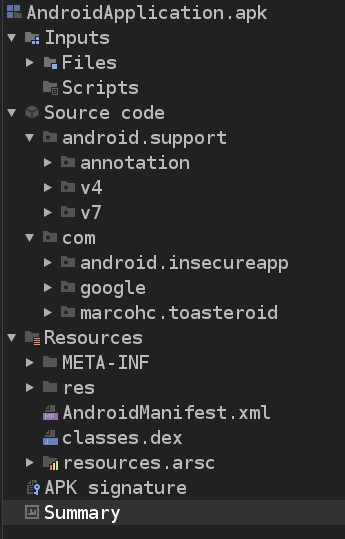 AndroidApplication.apk
Inputs
Files
Scripts
Source code
android.support
annotation
v4
v7
com
android.insecureapp
google
marcohc.toasteroid
Resources
META-INF
res
AndroidManifest.xml
classes.dex
resources.arsc
APK signature
Summary